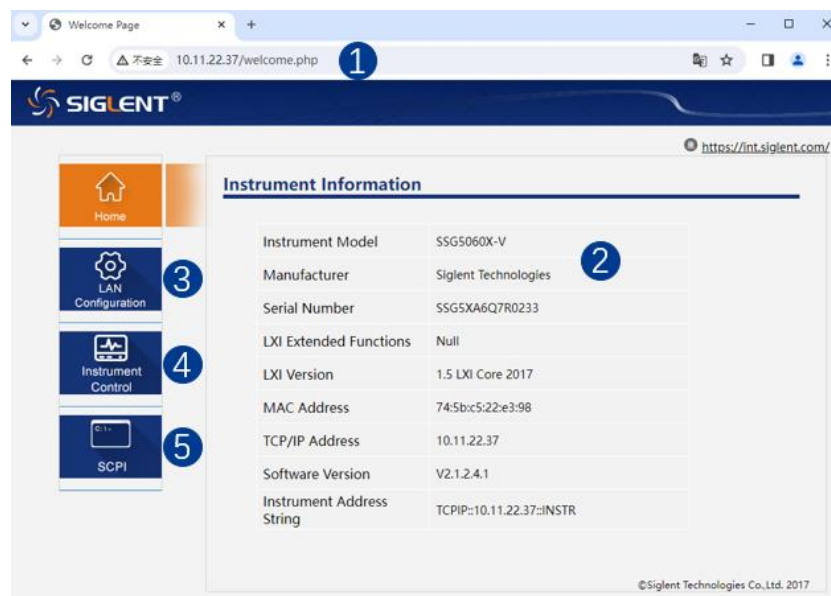 Welcome Page
不安全 10.11.22.37/welcome.php 1
SIGLENT®
https://int.siglent.com/
Home
Instrument Information
Instrument Model SSG5060X-V 2
Manufacturer Siglent Technologies
LAN
Configuration
3
Serial Number SSG5XA6Q7R0233
LXI Extended Functions Null
Instrument
Control
4
LXI Version 1.5 LXI Core 2017
MAC Address 74:5b:c5:22:e3:98
C:\>
SCPI
5
TCP/IP Address 10.11.22.37
Software Version V2.1.2.4.1
Instrument Address
String
TCPIP::10.11.22.37::INSTR
©Siglent Technologies Co.,Ltd. 2017